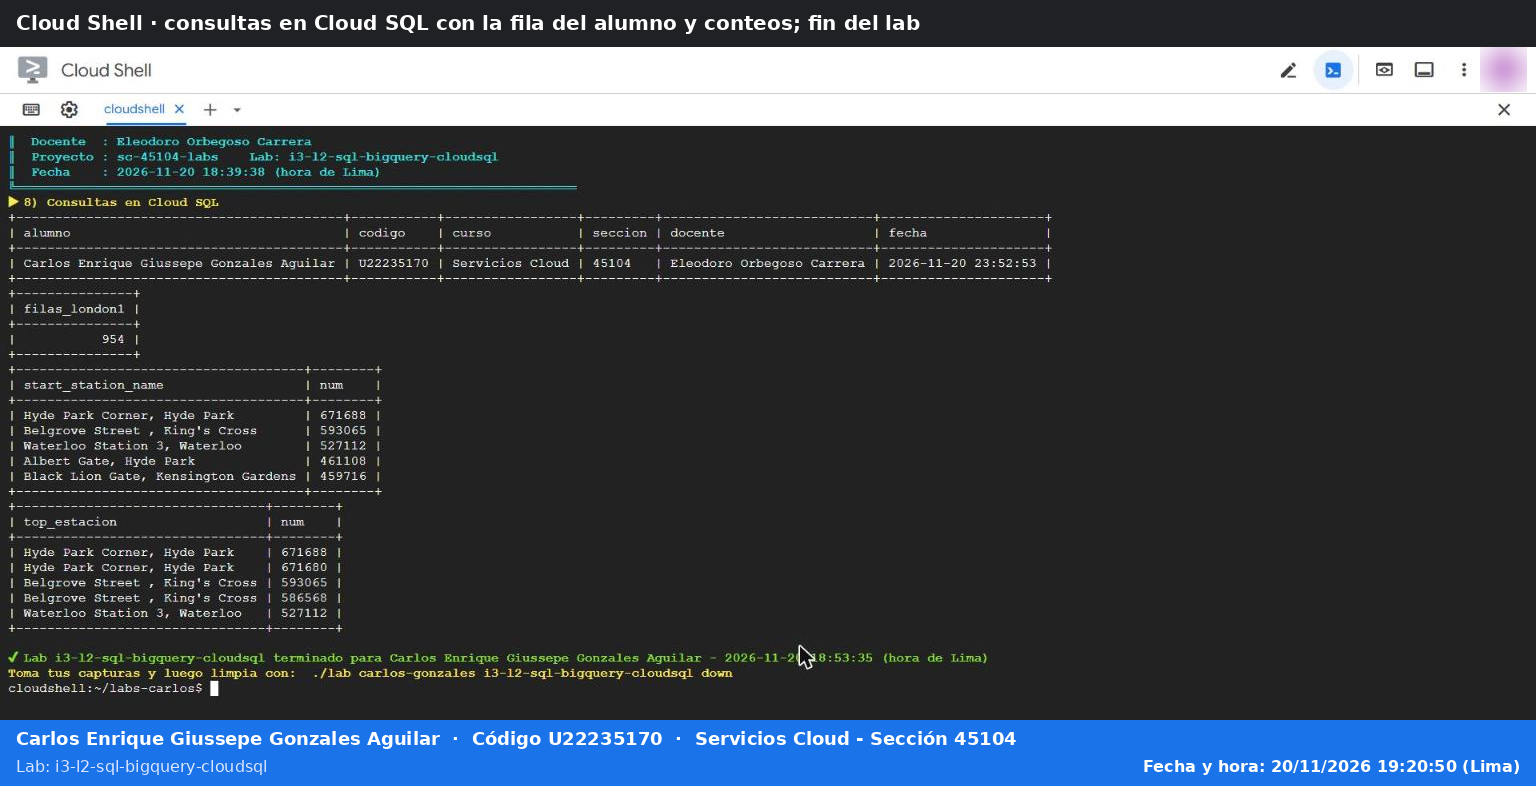 Cloud Shell · consultas en Cloud SQL con la fila del alumno y conteos; fin del lab
Cloud Shell
cloudshell
Docente : Eleodoro Orbegoso Carrera
Proyecto : sc-45104-labs Lab: i3-l2-sql-bigquery-cloudsql
Fecha : 2026-11-20 18:39:38 (hora de Lima)
8) Consultas en Cloud SQL
| alumno | codigo | curso | seccion | docente | fecha |
| Carlos Enrique Giussepe Gonzales Aguilar | U22235170 | Servicios Cloud | 45104 | Eleodoro Orbegoso Carrera | 2026-11-20 23:52:53 |
| filas_london1 |
| 954 |
| start_station_name | num |
| Hyde Park Corner, Hyde Park | 671688 |
| Belgrove Street , King's Cross | 593065 |
| Waterloo Station 3, Waterloo | 527112 |
| Albert Gate, Hyde Park | 461108 |
| Black Lion Gate, Kensington Gardens | 459716 |
| top_estacion | num |
| Hyde Park Corner, Hyde Park | 671688 |
| Hyde Park Corner, Hyde Park | 671680 |
| Belgrove Street , King's Cross | 593065 |
| Belgrove Street , King's Cross | 586568 |
| Waterloo Station 3, Waterloo | 527112 |
✔ Lab i3-l2-sql-bigquery-cloudsql terminado para Carlos Enrique Giussepe Gonzales Aguilar - 2026-11-20 18:53:35 (hora de Lima)
Toma tus capturas y luego limpia con: ./lab carlos-gonzales i3-l2-sql-bigquery-cloudsql down
cloudshell:~/labs-carlos$
Carlos Enrique Giussepe Gonzales Aguilar · Código U22235170 · Servicios Cloud - Sección 45104
Lab: i3-l2-sql-bigquery-cloudsql
Fecha y hora: 20/11/2026 19:20:50 (Lima)